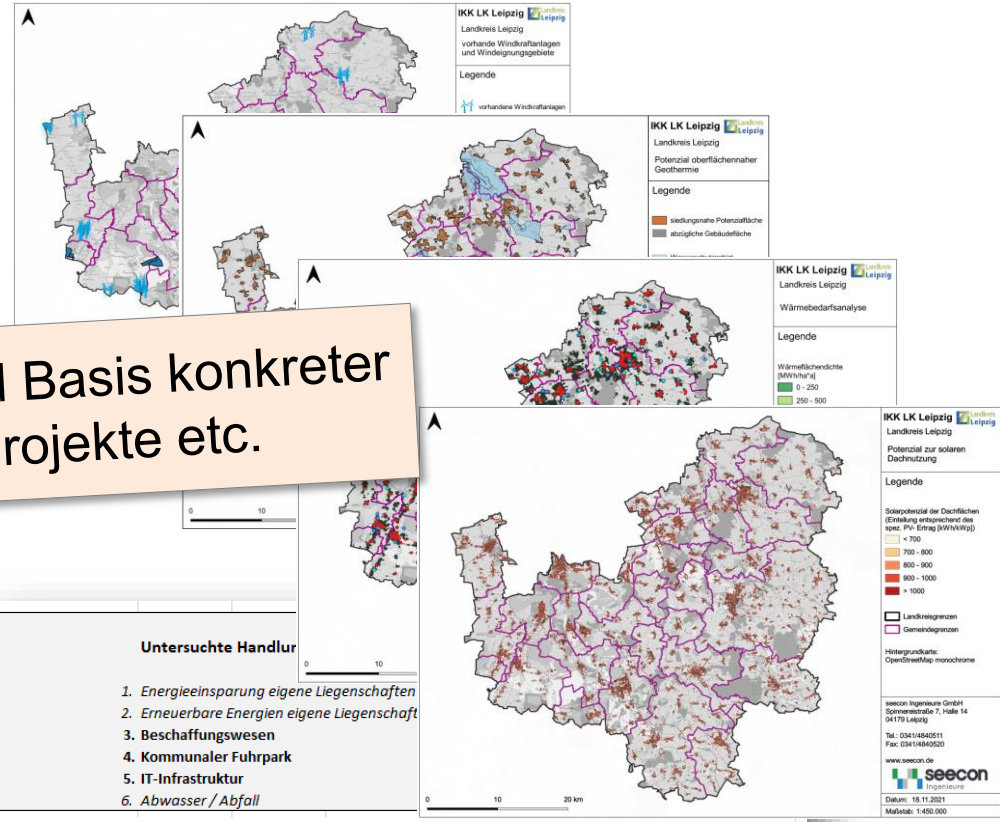 IKK LK Leipzig
Landkreis Leipzig
Landkreis Leipzig
vorhande Windkraftanlagen
und Windeignungsgebiete
Legende
vorhandene Windkraftanlagen
IKK LK Leipzig
Landkreis Leipzig
Landkreis Leipzig
Potenzial oberflächennaher
Geothermie
Legende
siedlungsnahe Potenzialfläche
abzügliche Gebäudefläche
0 10
IKK LK Leipzig
Landkreis Leipzig
Landkreis Leipzig
Wärmebedarfsanalyse
Legende
Wärmeflächendichte
[MWh/ha*a]
0 - 250
250 - 500
0 10
Basis konkreter
rojekte etc.
IKK LK Leipzig
Landkreis Leipzig
Landkreis Leipzig
Potenzial zur solaren
Dachnutzung
Legende
Solarpotenzial der Dachflächen
(Einteilung entsprechend des
spez. PV- Ertrag [kWh/kWp])
< 700
700 - 800
800 - 900
900 - 1000
> 1000
Landkreisgrenzen
Gemeindegrenzen
Hintergrundkarte:
OpenStreetMap monochrome
seecon Ingenieure GmbH
Spinnereistraße 7, Halle 14
04179 Leipzig
Tel.: 0341/4840511
Fax: 0341/4840520
www.seecon.de
seecon
Ingenieure
Datum: 18.11.2021
Maßstab: 1:450.000
0 10 20 km
Untersuchte Handlur
1. Energieeinsparung eigene Liegenschaften
2. Erneuerbare Energien eigene Liegenschaft
3. Beschaffungswesen
4. Kommunaler Fuhrpark
5. IT-Infrastruktur
6. Abwasser / Abfall